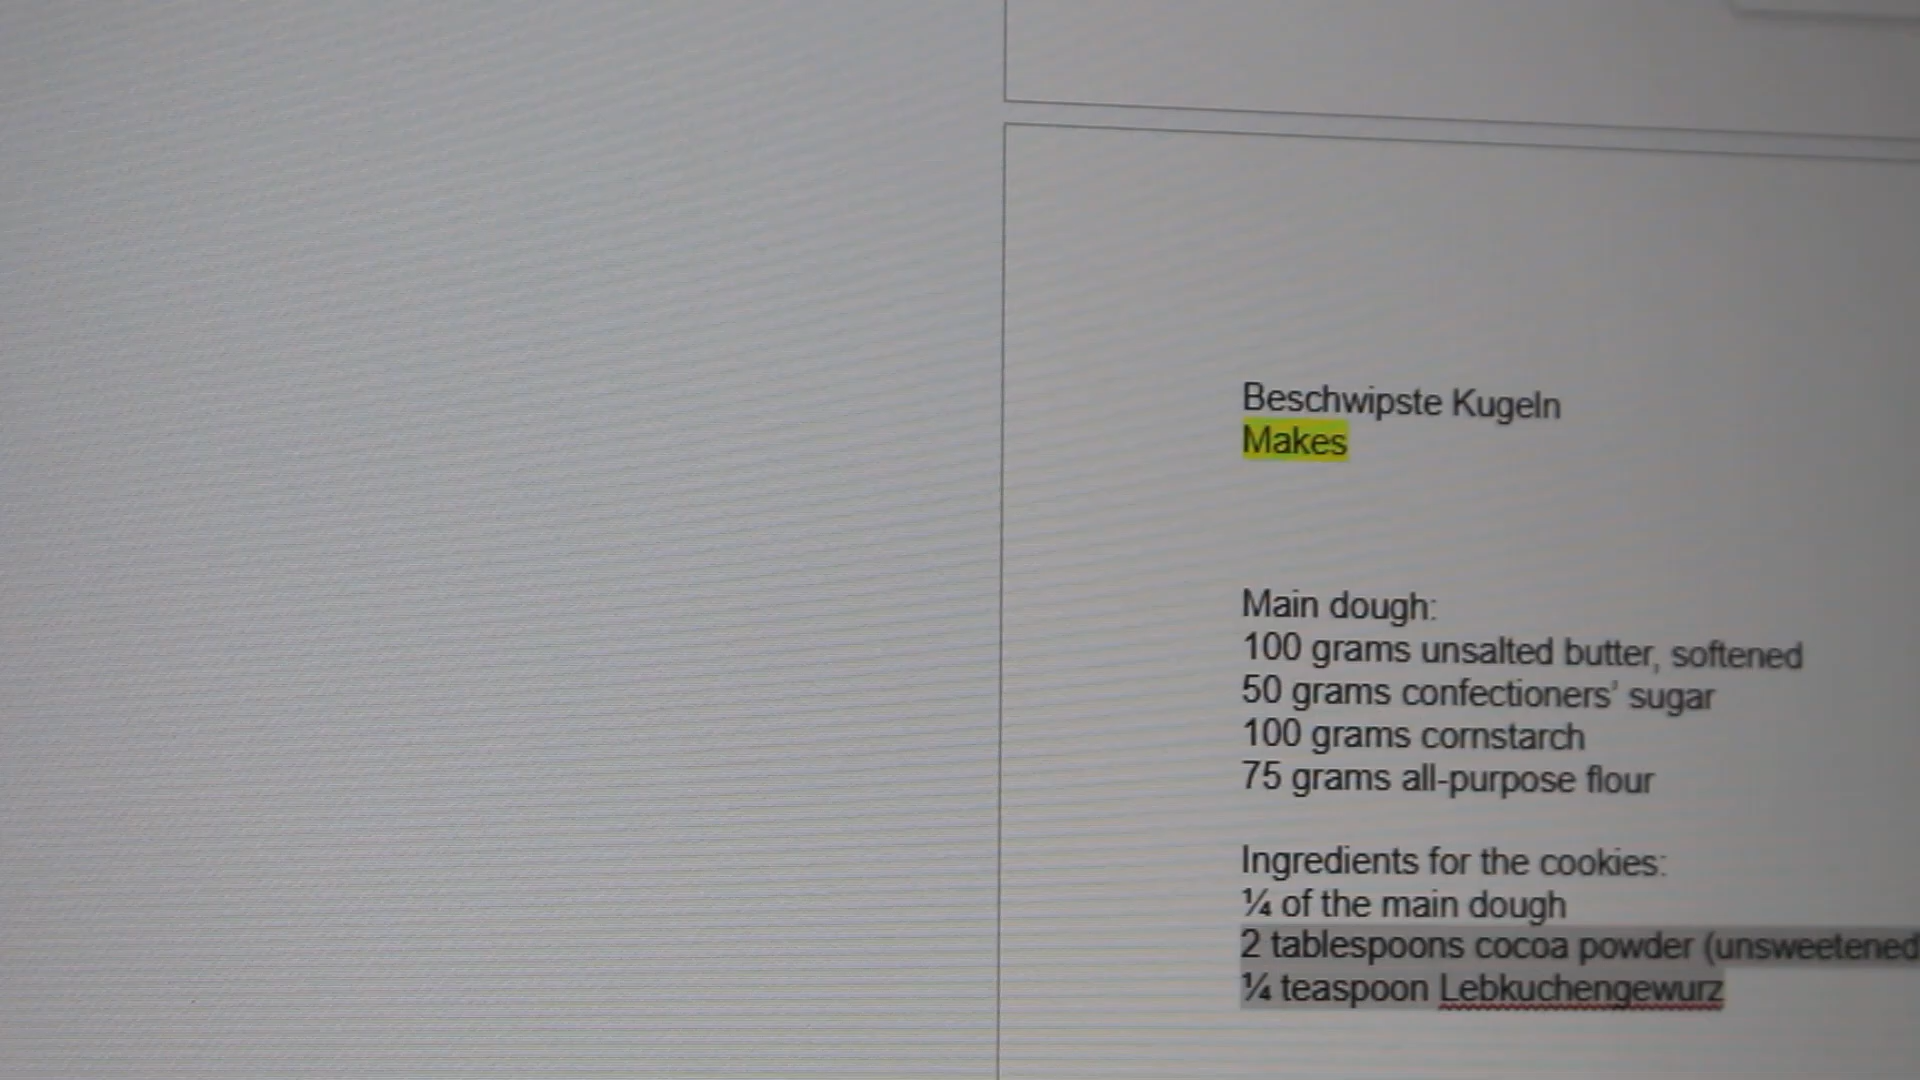 Beschwipste Kugeln
Makes
Main dough:
100 grams unsalted butter, softened
50 grams confectioners' sugar
100 grams cornstarch
75 grams all-purpose flour
Ingredients for the cookies:
¼ of the main dough
2 tablespoons cocoa powder (unsweetened
¼ teaspoon Lebkuchengewurz